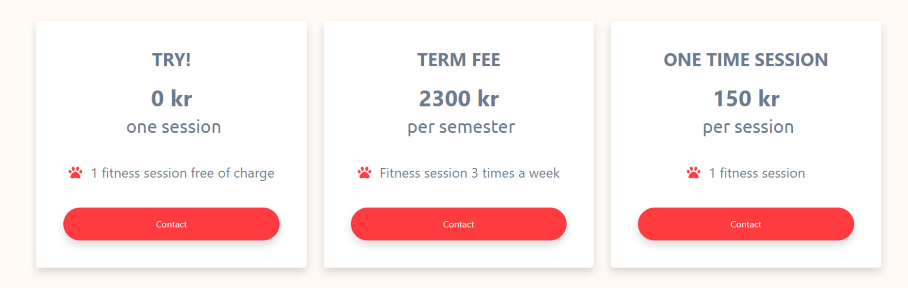 TRY!
0 kr
one session
1 fitness session free of charge
Contact
TERM FEE
2300 kr
per semester
Fitness session 3 times a week
Contact
ONE TIME SESSION
150 kr
per session
1 fitness session
Contact